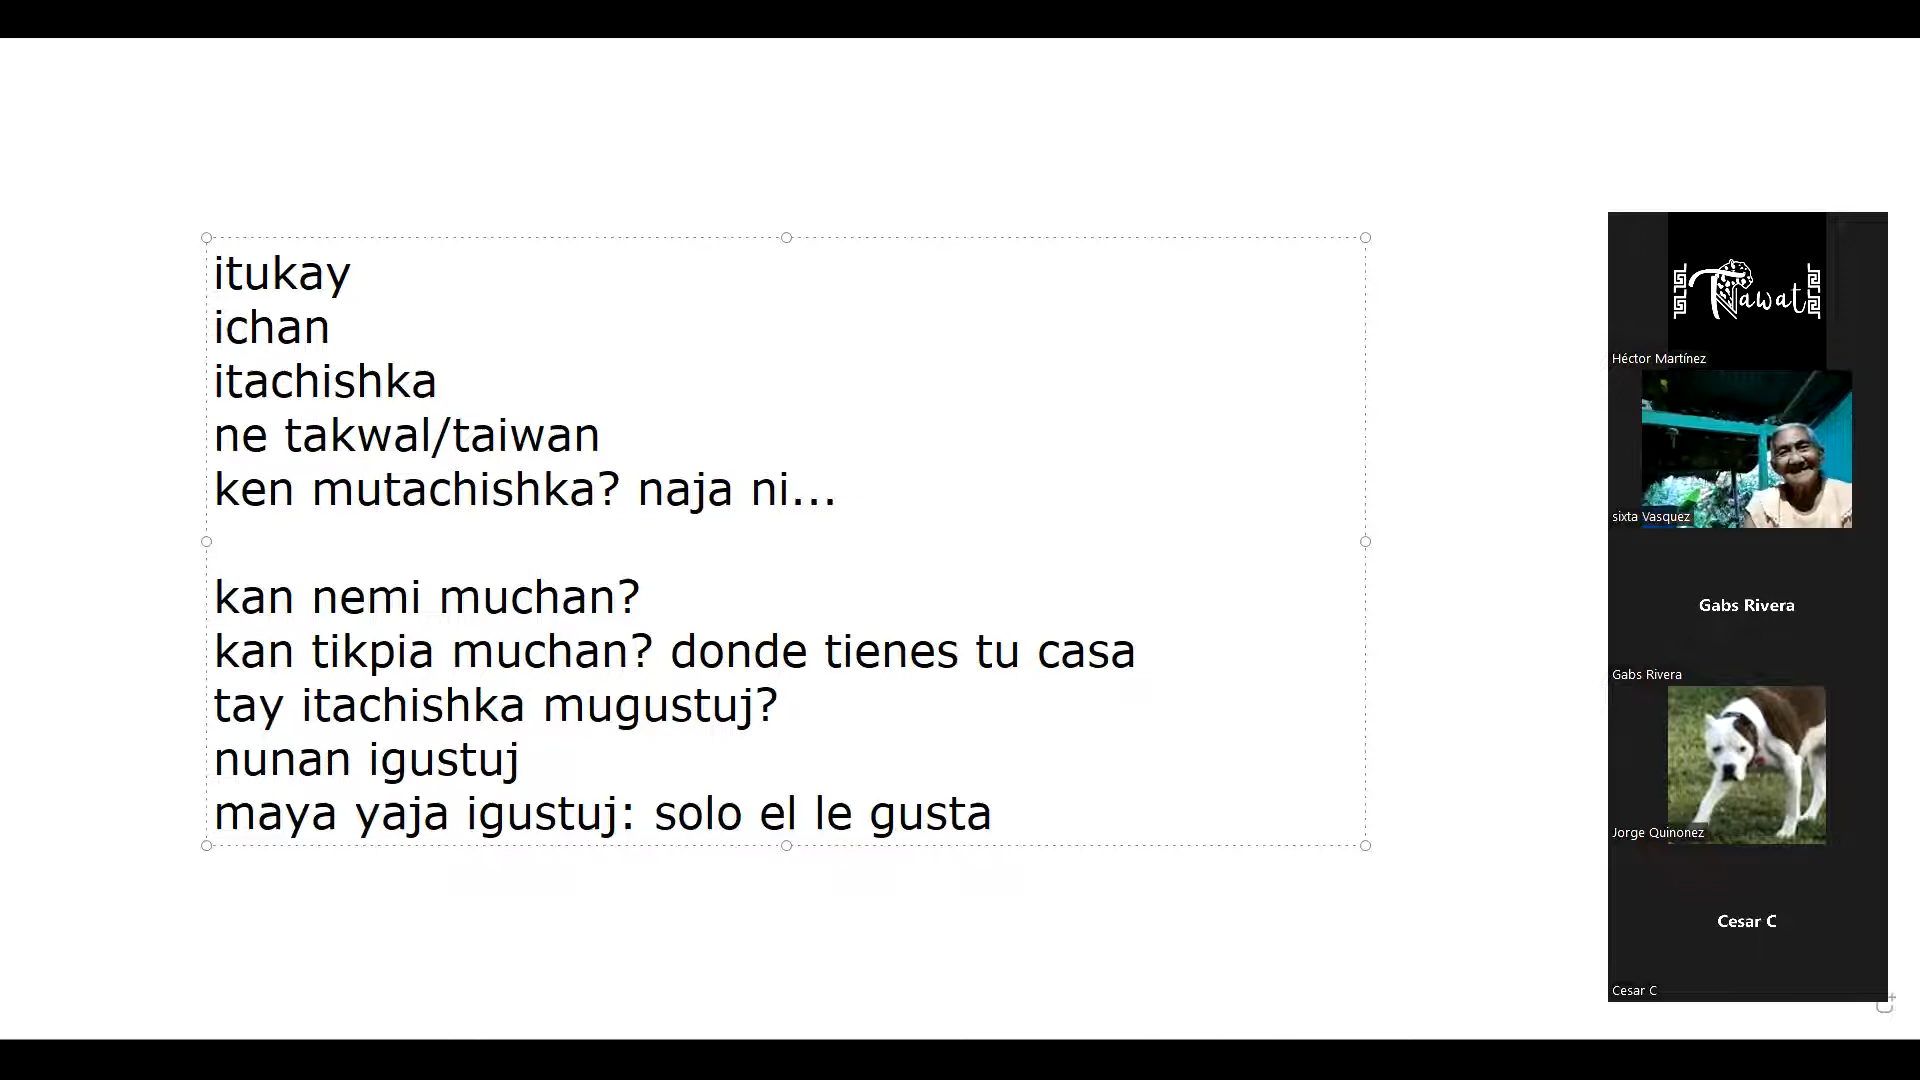 itukay
ichan
itachishka
ne takwal/taiwan
ken mutachishka? naja ni...
kan nemi muchan?
kan tikpia muchan? donde tienes tu casa
tay itachishka mugustuj?
nunan igustuj
maya yaja igustuj: solo el le gusta
Tawat
Héctor Martínez
sixta Vasquez
Gabs Rivera
Gabs Rivera
Jorge Quinonez
Cesar C
Cesar C